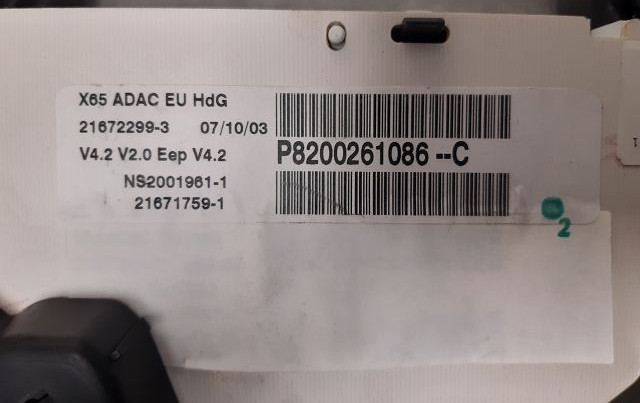 X65 ADAC EU HdG
21672299-3 07/10/03
V4.2 V2.0 Eep V4.2
P8200261086 --C
NS2001961-1
21671759-1
2
1